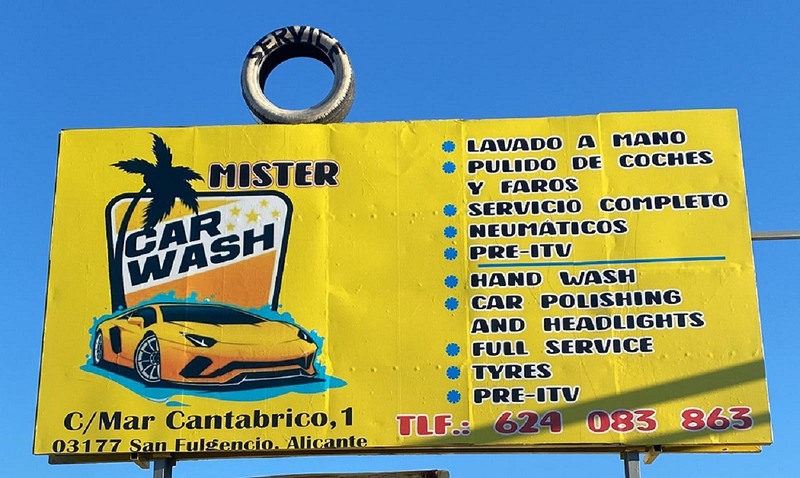 SERVICE
MISTER
CAR
WASH
C/Mar Cantabrico,1
03177 San Fulgencio. Alicante
LAVADO A MANO
PULIDO DE COCHES
Y FAROS
SERVICIO COMPLETO
NEUMÁTICOS
PRE-ITV
HAND WASH
CAR POLISHING
AND HEADLIGHTS
FULL SERVICE
TYRES
PRE-ITV
TLF.: 624 083 863